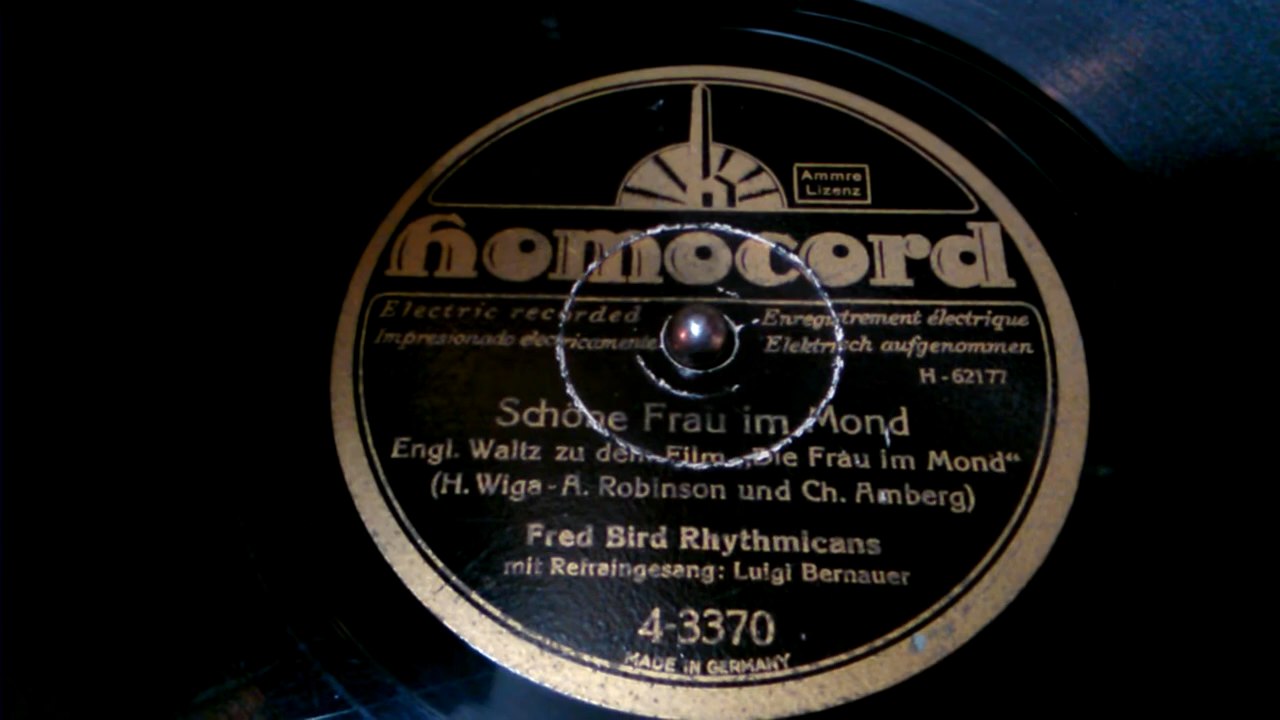 Ammre
Lizenz
homocord
Electric recorded
Enregistrement électrique
Impresionado electricamente
Elektrisch aufgenommen
H-62177
Schöne Frau im Mond
Engl. Waltz zu dem Film „Die Frau im Mond“
(H. Wiga-A. Robinson und Ch. Amberg)
Fred Bird Rhythmicans
mit Refraingesang: Luigi Bernauer
4-3370
MADE IN GERMANY